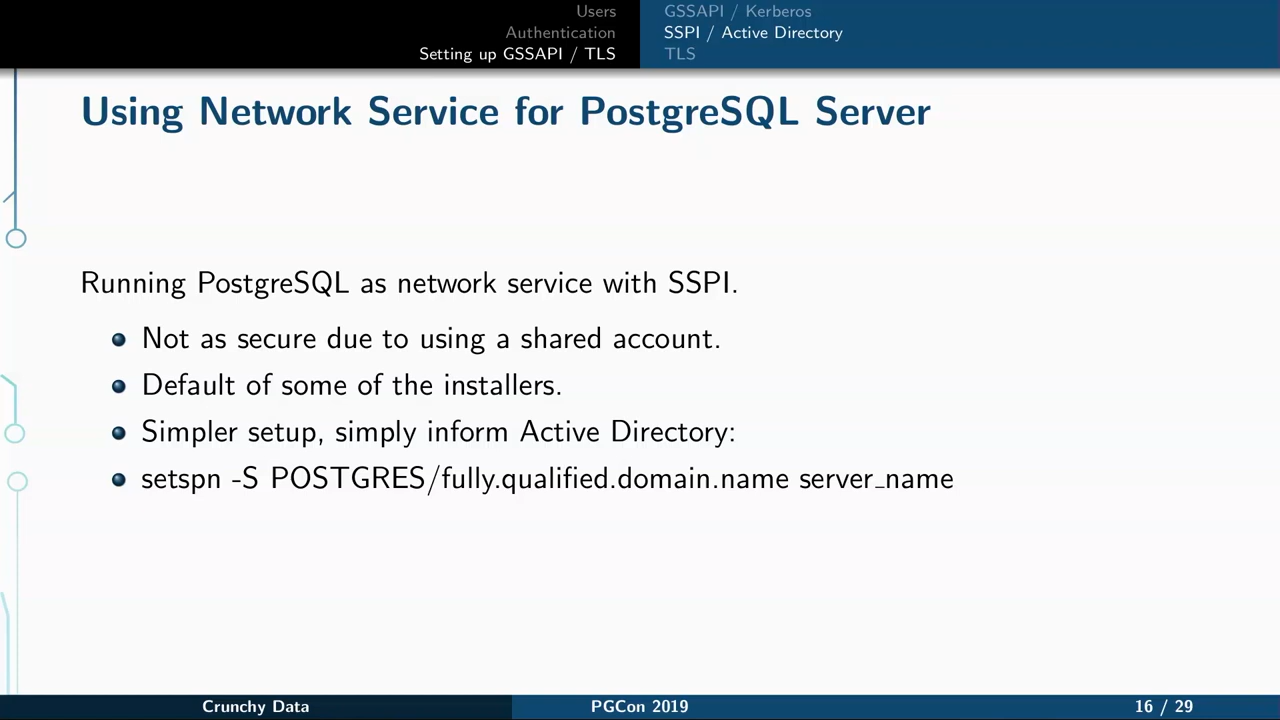 Users
Authentication
Setting up GSSAPI / TLS
GSSAPI / Kerberos
SSPI / Active Directory
TLS
Using Network Service for PostgreSQL Server
Running PostgreSQL as network service with SSPI.
Not as secure due to using a shared account.
Default of some of the installers.
Simpler setup, simply inform Active Directory:
setspn -S POSTGRES/fully.qualified.domain.name server_name
Crunchy Data
PGCon 2019
16 / 29